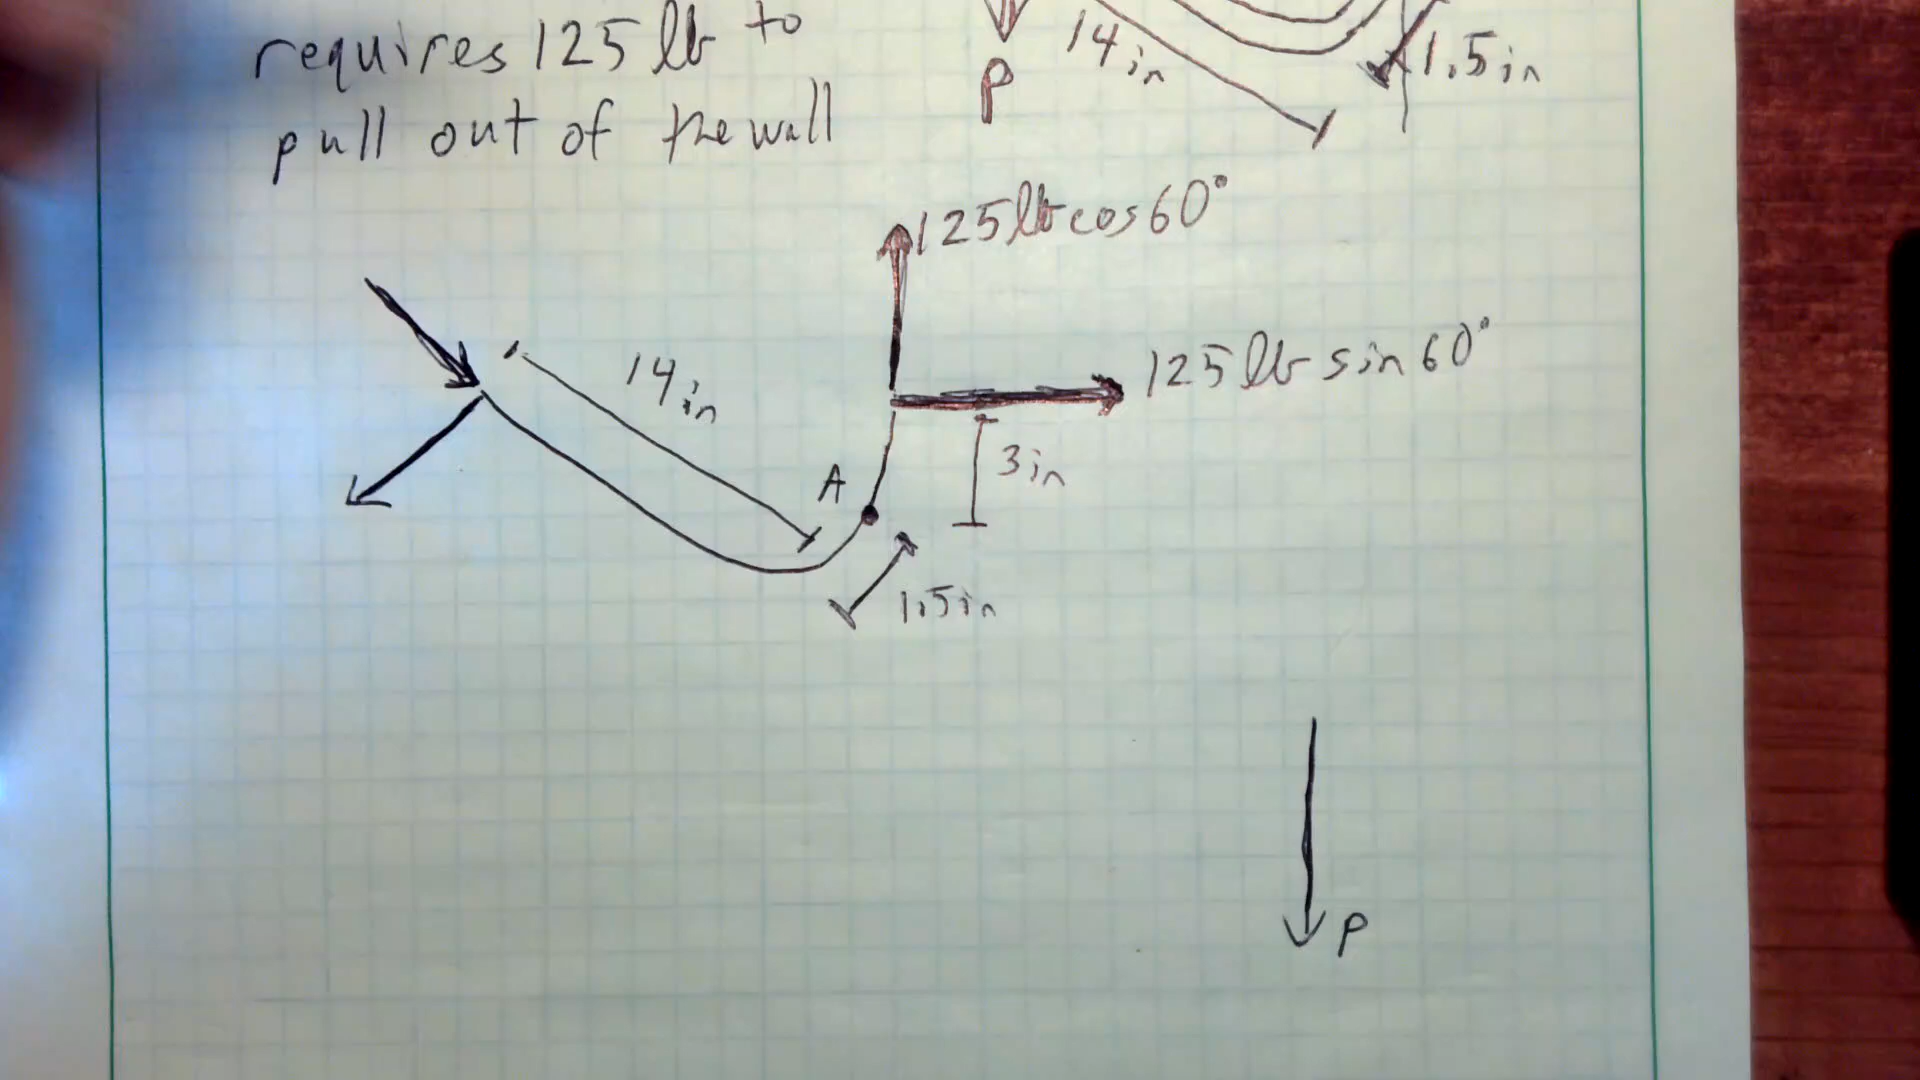 requires 125 lb to
pull out of the wall
P
14 in
1.5 in
125 lb cos 60°
14 in
125 lb sin 60°
3 in
A
1.5 in
P